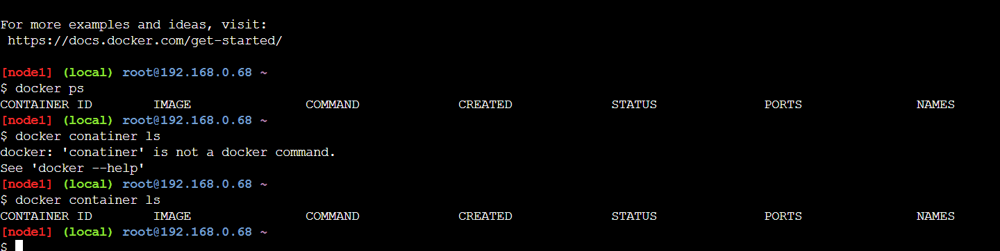 For more examples and ideas, visit:
https://docs.docker.com/get-started/
[node1] (local) root@192.168.0.68 ~
$ docker ps
CONTAINER ID IMAGE COMMAND CREATED STATUS PORTS NAMES
[node1] (local) root@192.168.0.68 ~
$ docker conatiner ls
docker: 'conatiner' is not a docker command.
See 'docker --help'
[node1] (local) root@192.168.0.68 ~
$ docker container ls
CONTAINER ID IMAGE COMMAND CREATED STATUS PORTS NAMES
[node1] (local) root@192.168.0.68 ~
$